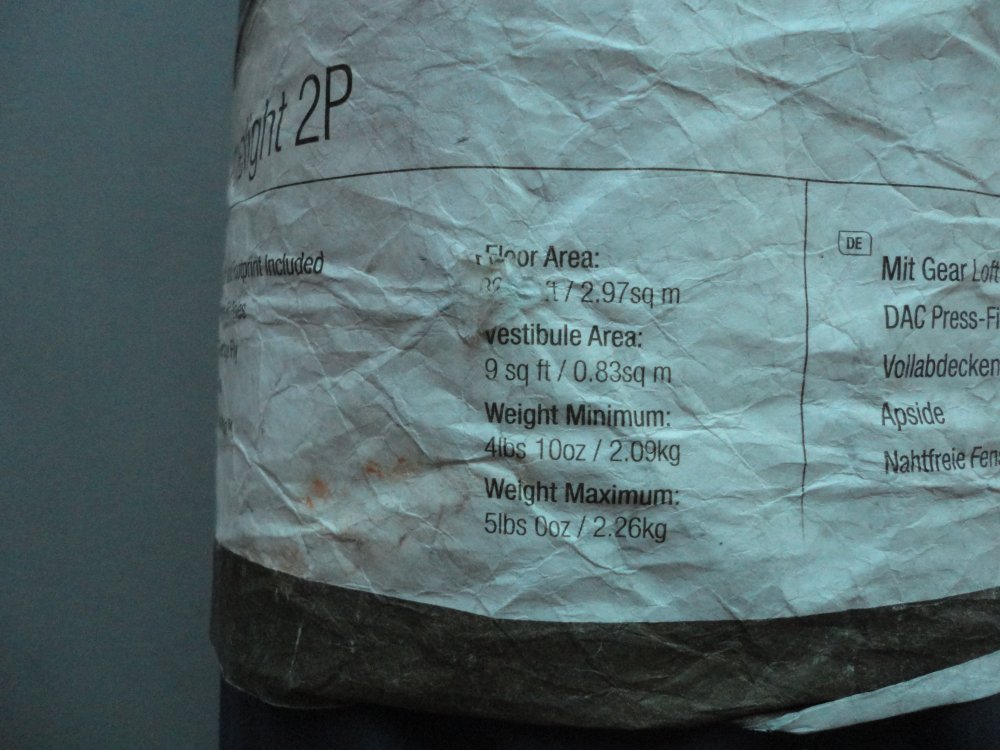 2P
Included
Floor Area:
/ 2.97sq m
Vestibule Area:
9 sq ft / 0.83sq m
Weight Minimum:
4lbs 10oz / 2.09kg
Weight Maximum:
5lbs 0oz / 2.26kg
DE
Mit Gear Loft
DAC Press-Fi
Vollabdecken
Apside
Nahtfreie Fens